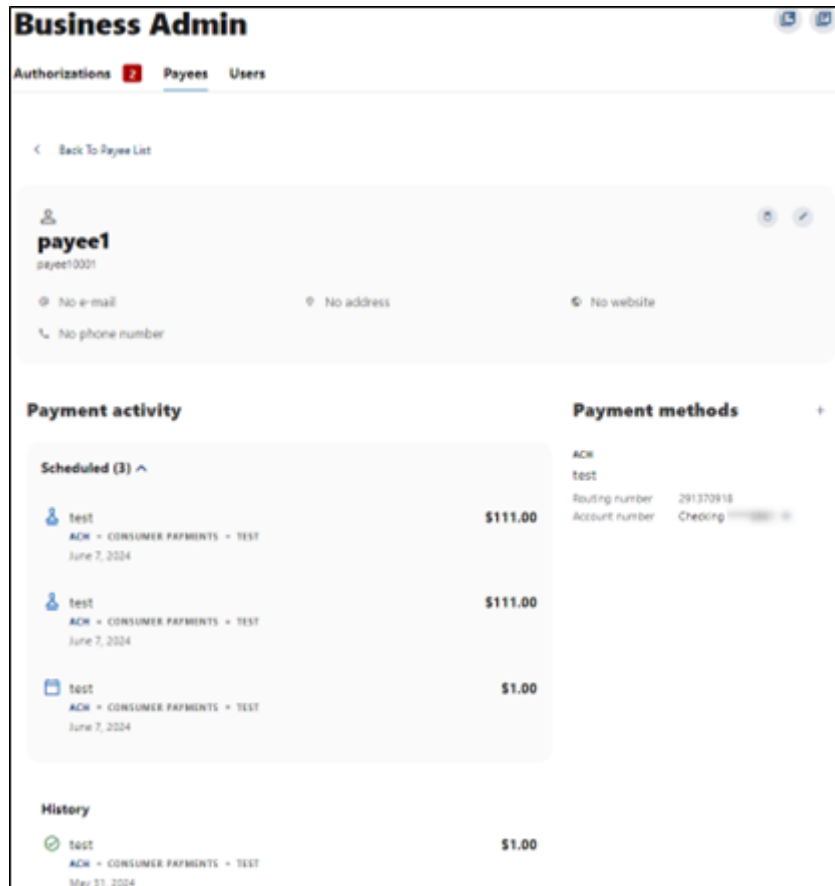 Business Admin
Authorizations 2 Payees Users
< Back To Payee List
payee1
payee10001
@ No e-mail No address No website
No phone number
Payment activity
Payment methods +
Scheduled (3)
test $111.00
ACH • CONSUMER PAYMENTS • TEST
June 7, 2024
test $111.00
ACH • CONSUMER PAYMENTS • TEST
June 7, 2024
test $1.00
ACH • CONSUMER PAYMENTS • TEST
June 7, 2024
ACH
test
Routing number 291370918
Account number Checking
History
test $1.00
ACH • CONSUMER PAYMENTS • TEST
May 31, 2024